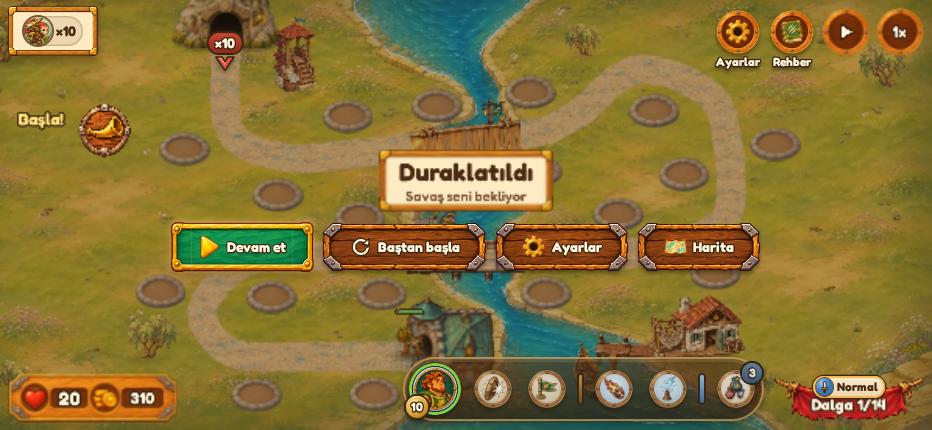 ×10
×10
Ayarlar
Rehber
1x
Başla!
Duraklatıldı
Savaş seni bekliyor
Devam et
Baştan başla
Ayarlar
Harita
20
310
10
3
Normal
Dalga 1/14